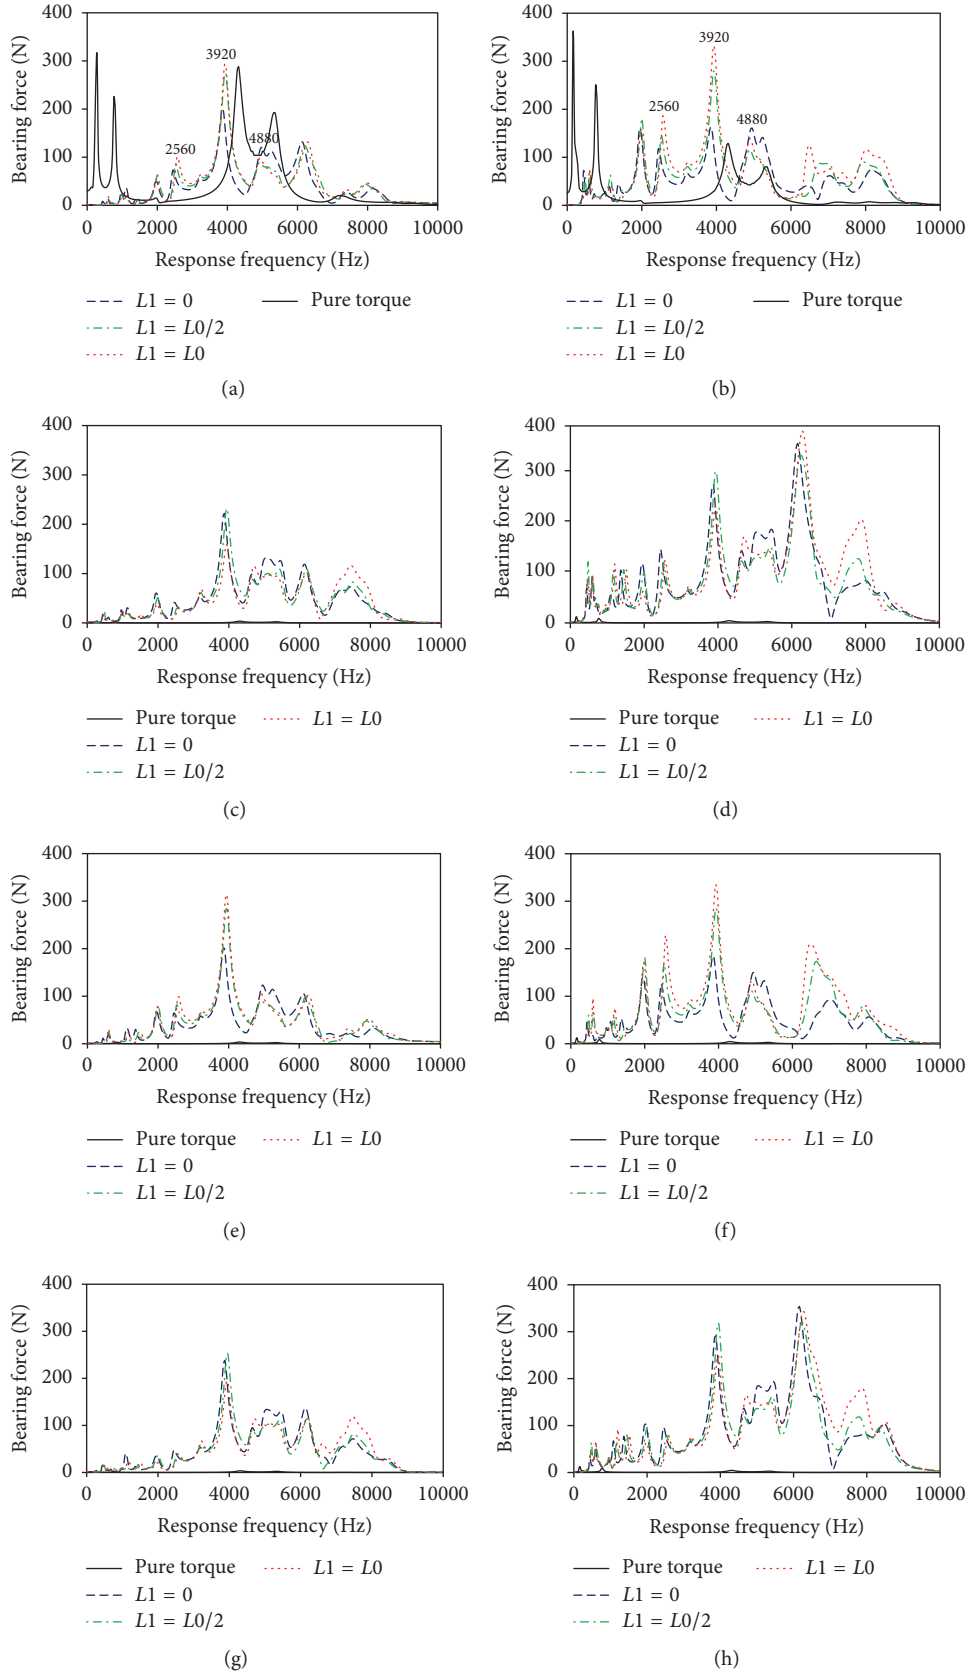 400
300
200
100
0
Bearing force (N)
3920
2560
4880
0 2000 4000 6000 8000 10000
Response frequency (Hz)
L1 = 0
Pure torque
L1 = L0/2
L1 = L0
(a)
400
300
200
100
0
Bearing force (N)
3920
2560
4880
0 2000 4000 6000 8000 10000
Response frequency (Hz)
L1 = 0
Pure torque
L1 = L0/2
L1 = L0
(b)
400
300
200
100
0
Bearing force (N)
0 2000 4000 6000 8000 10000
Response frequency (Hz)
Pure torque
L1 = L0
L1 = 0
L1 = L0/2
(c)
400
300
200
100
0
Bearing force (N)
0 2000 4000 6000 8000 10000
Response frequency (Hz)
Pure torque
L1 = L0
L1 = 0
L1 = L0/2
(d)
400
300
200
100
0
Bearing force (N)
0 2000 4000 6000 8000 10000
Response frequency (Hz)
Pure torque
L1 = L0
L1 = 0
L1 = L0/2
(e)
400
300
200
100
0
Bearing force (N)
0 2000 4000 6000 8000 10000
Response frequency (Hz)
Pure torque
L1 = L0
L1 = 0
L1 = L0/2
(f)
400
300
200
100
0
Bearing force (N)
0 2000 4000 6000 8000 10000
Response frequency (Hz)
Pure torque
L1 = L0
L1 = 0
L1 = L0/2
(g)
400
300
200
100
0
Bearing force (N)
0 2000 4000 6000 8000 10000
Response frequency (Hz)
Pure torque
L1 = L0
L1 = 0
L1 = L0/2
(h)